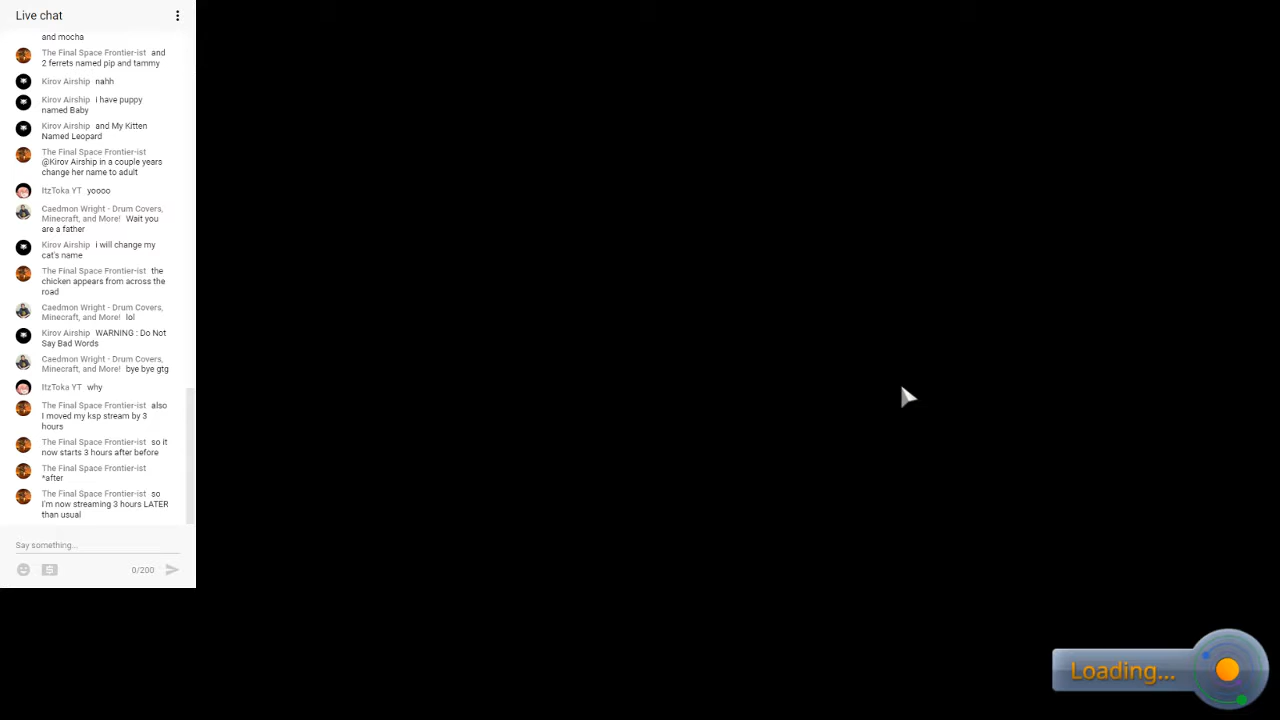 Live chat
and mocha
The Final Space Frontier-ist and
2 ferrets named pip and tammy
Kirov Airship nahh
Kirov Airship i have puppy
named Baby
Kirov Airship and My Kitten
Named Leopard
The Final Space Frontier-ist
@Kirov Airship in a couple years
change her name to adult
ItzToka YT yoooo
Caedmon Wright - Drum Covers,
Minecraft, and More! Wait you
are a father
Kirov Airship i will change my
cat's name
The Final Space Frontier-ist the
chicken appears from across the
road
Caedmon Wright - Drum Covers,
Minecraft, and More! lol
Kirov Airship WARNING : Do Not
Say Bad Words
Caedmon Wright - Drum Covers,
Minecraft, and More! bye bye gtg
ItzToka YT why
The Final Space Frontier-ist also
I moved my ksp stream by 3
hours
The Final Space Frontier-ist so it
now starts 3 hours after before
The Final Space Frontier-ist
*after
The Final Space Frontier-ist so
I'm now streaming 3 hours LATER
than usual
Say something...
0/200
Loading...